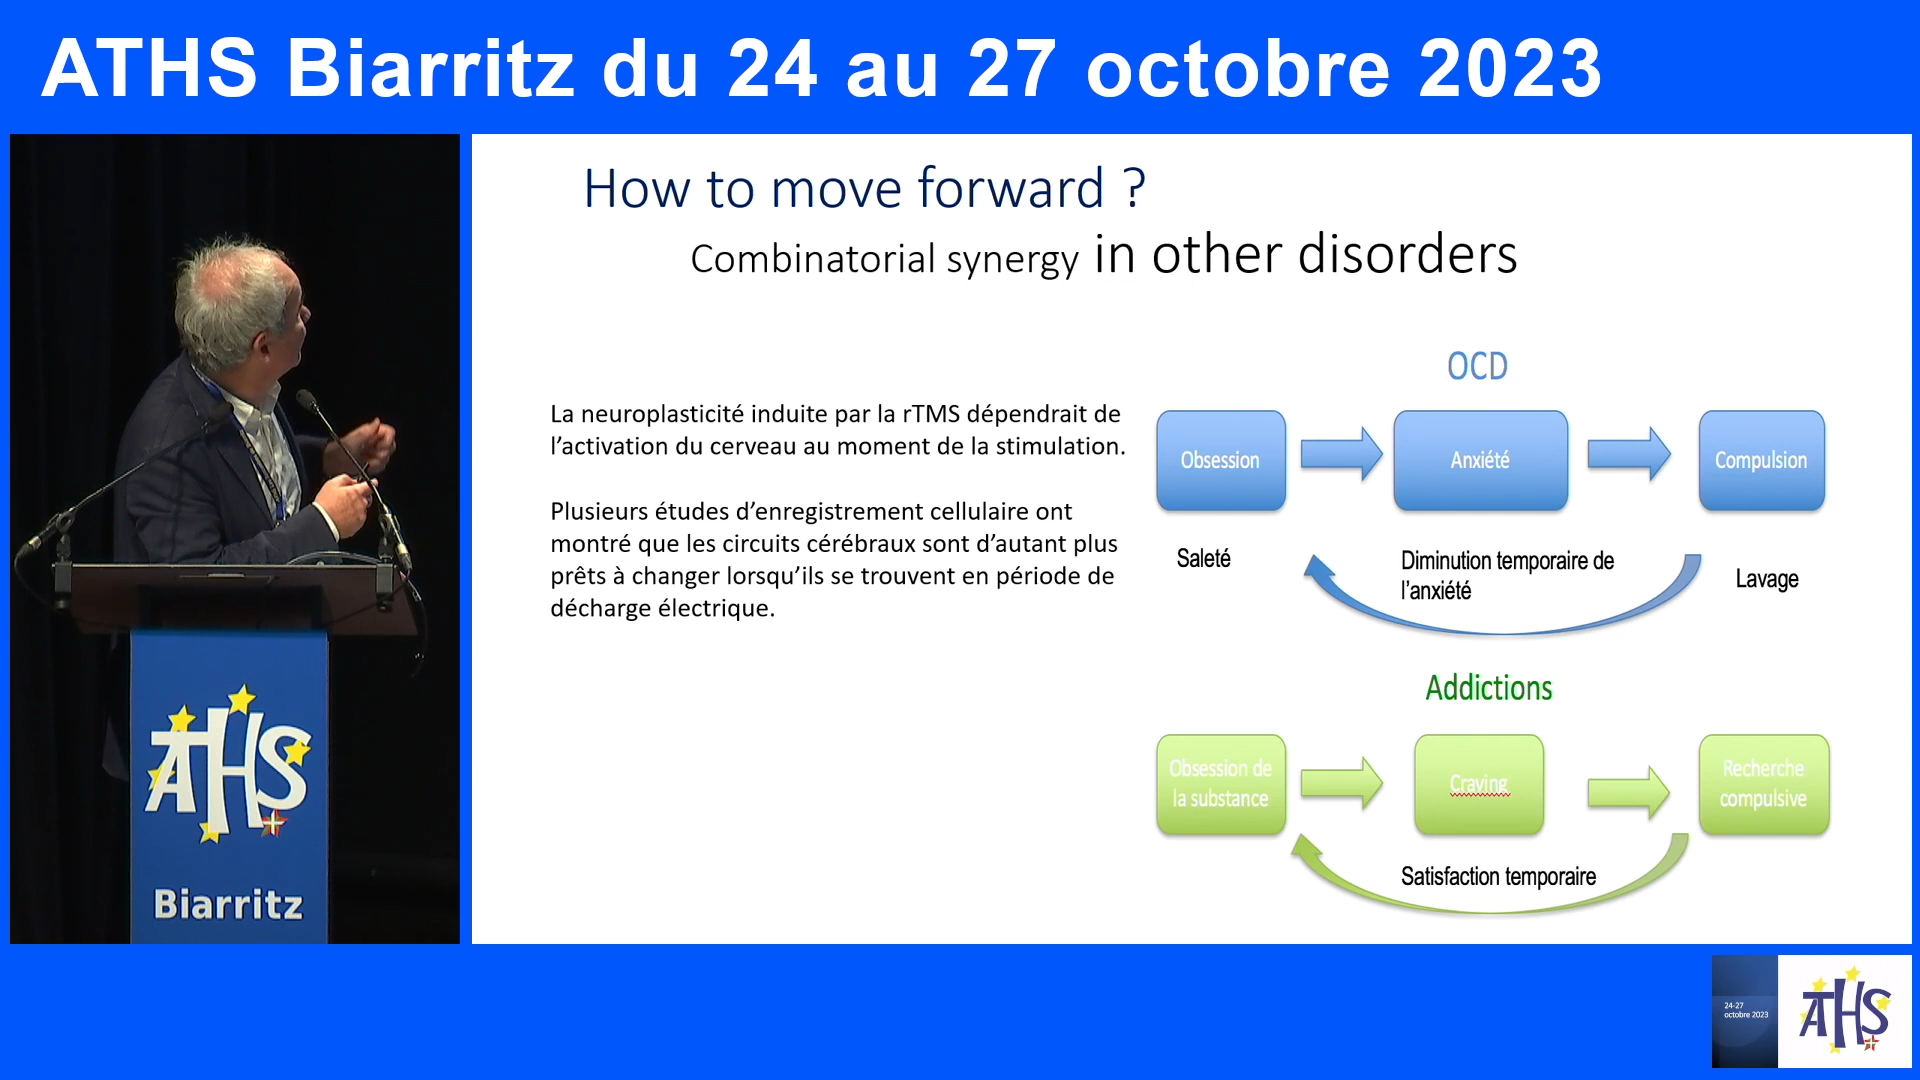 ATHS Biarritz du 24 au 27 octobre 2023
How to move forward ?
Combinatorial synergy in other disorders
La neuroplasticité induite par la rTMS dépendrait de
l’activation du cerveau au moment de la stimulation.
Plusieurs études d’enregistrement cellulaire ont
montré que les circuits cérébraux sont d’autant plus
prêts à changer lorsqu’ils se trouvent en période de
décharge électrique.
OCD
Obsession
Anxiété
Compulsion
Saleté
Diminution temporaire de
l’anxiété
Lavage
Addictions
Obsession de
la substance
Craving
Recherche
compulsive
Satisfaction temporaire
ATHS
Biarritz
24-27
octobre 2023
ATHS